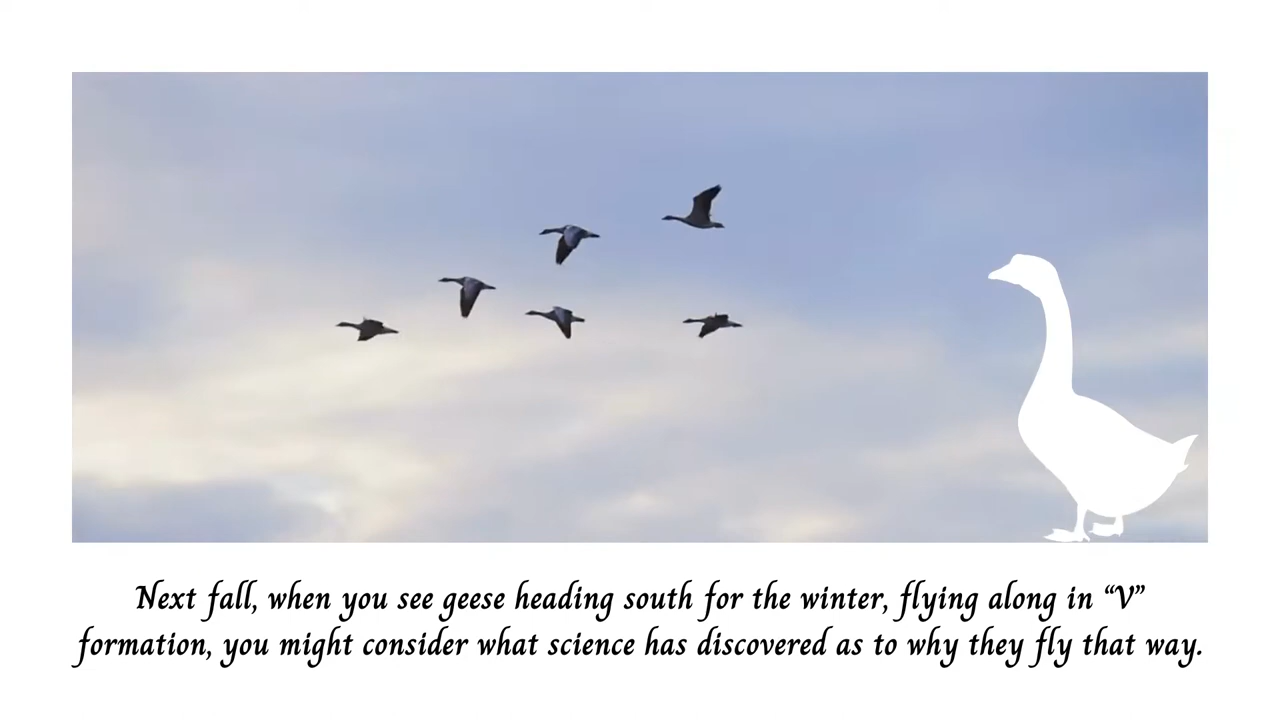 Next fall, when you see geese heading south for the winter, flying along in “V”
formation, you might consider what science has discovered as to why they fly that way.